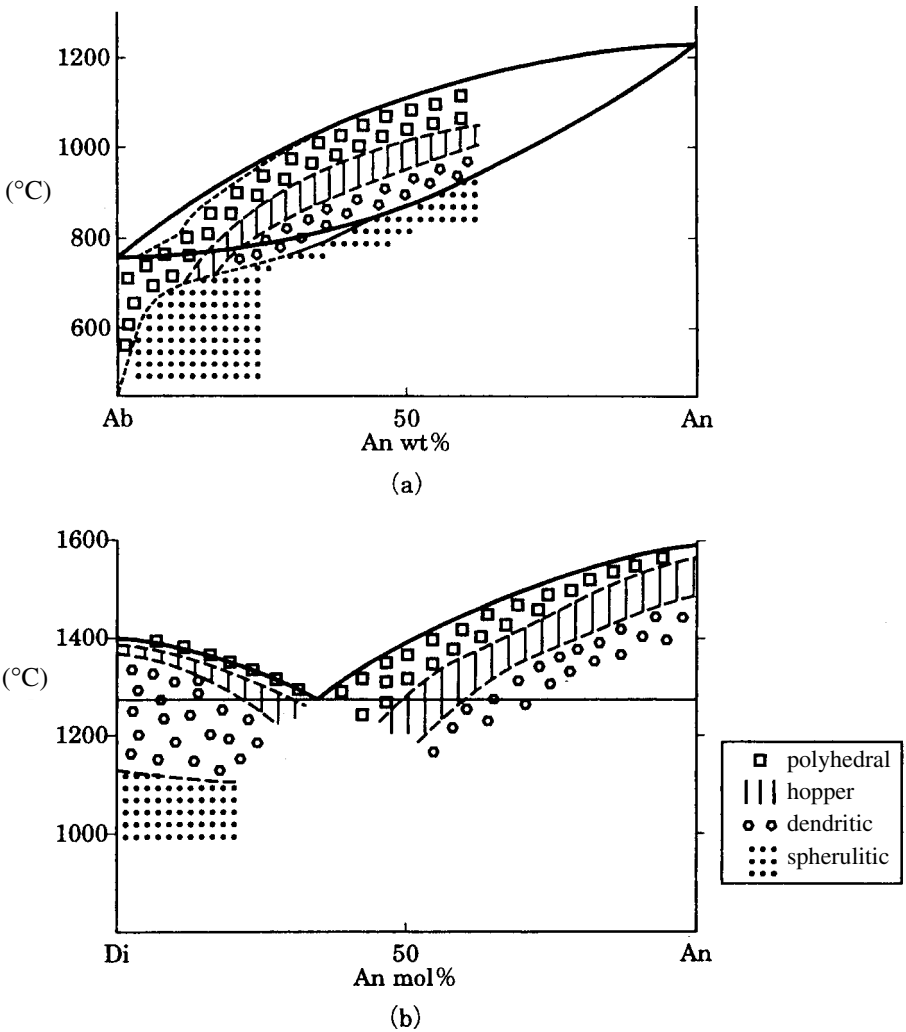 1200
1000
(°C)
800
600
Ab 50 An
An wt%
(a)
1600
1400
(°C)
1200
1000
Di 50 An
An mol%
(b)
polyhedral
hopper
dendritic
spherulitic